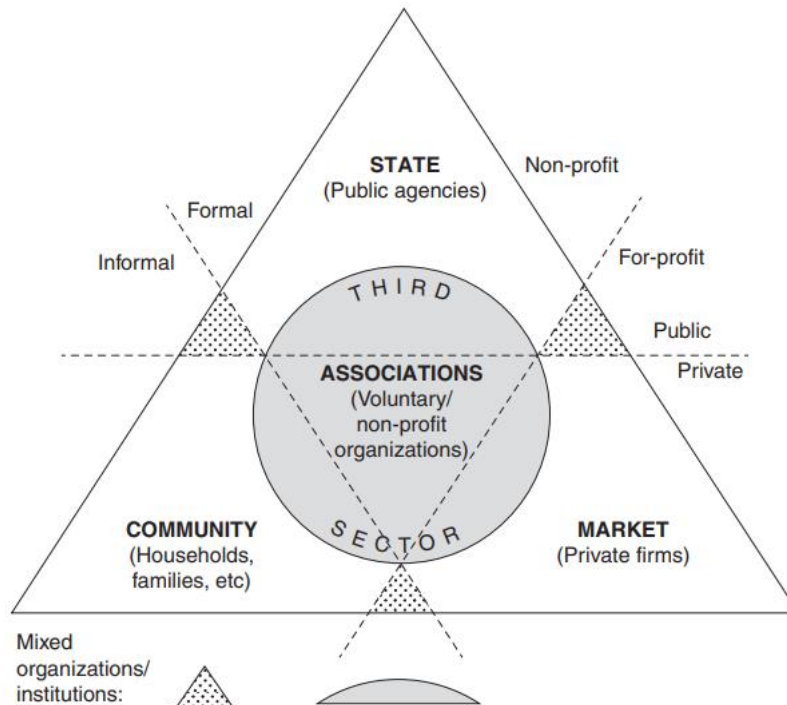 STATE
(Public agencies)
Non-profit
Formal
Informal
For-profit
THIRD
Public
Private
ASSOCIATIONS
(Voluntary/
non-profit
organizations)
SECTOR
COMMUNITY
(Households,
families, etc)
MARKET
(Private firms)
Mixed
organizations/
institutions: